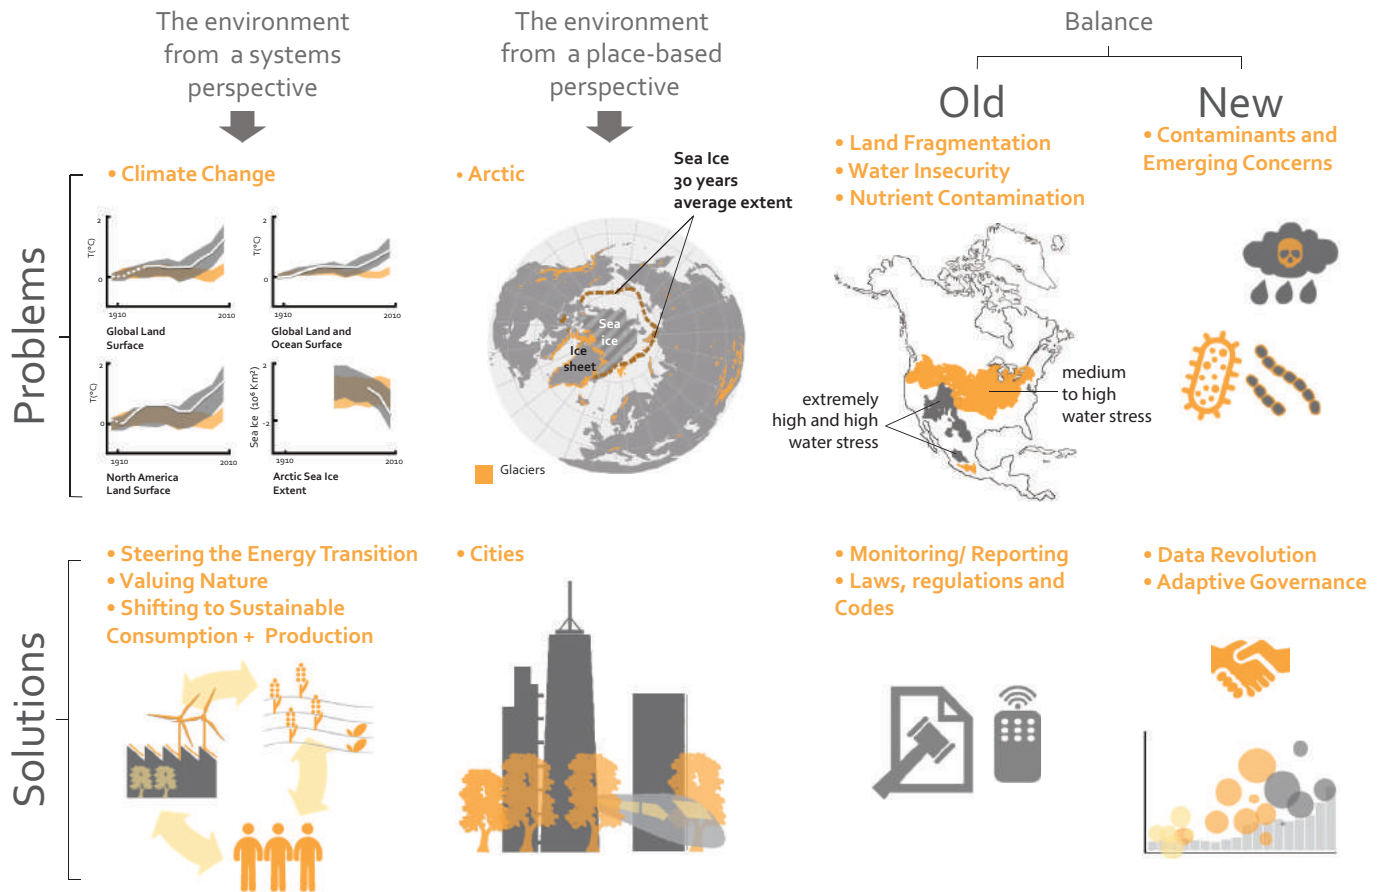 The environment
from a systems
perspective
The environment
from a place-based
perspective
Balance
Old
New
Problems
• Climate Change
2
T(°C)
0
1910
2010
Global Land
Surface
2
T(°C)
0
1910
2010
Global Land and
Ocean Surface
2
T(°C)
0
1910
2010
North America
Land Surface
2
Sea Ice (10⁶ Km²)
-2
1910
2010
Arctic Sea Ice
Extent
• Arctic
Sea Ice
30 years
average extent
Sea
ice
Ice
sheet
Glaciers
• Land Fragmentation
• Water Insecurity
• Nutrient Contamination
extremely
high and high
water stress
medium
to high
water stress
• Contaminants and
Emerging Concerns
Solutions
• Steering the Energy Transition
• Valuing Nature
• Shifting to Sustainable
Consumption + Production
• Cities
• Monitoring/ Reporting
• Laws, regulations and
Codes
• Data Revolution
• Adaptive Governance